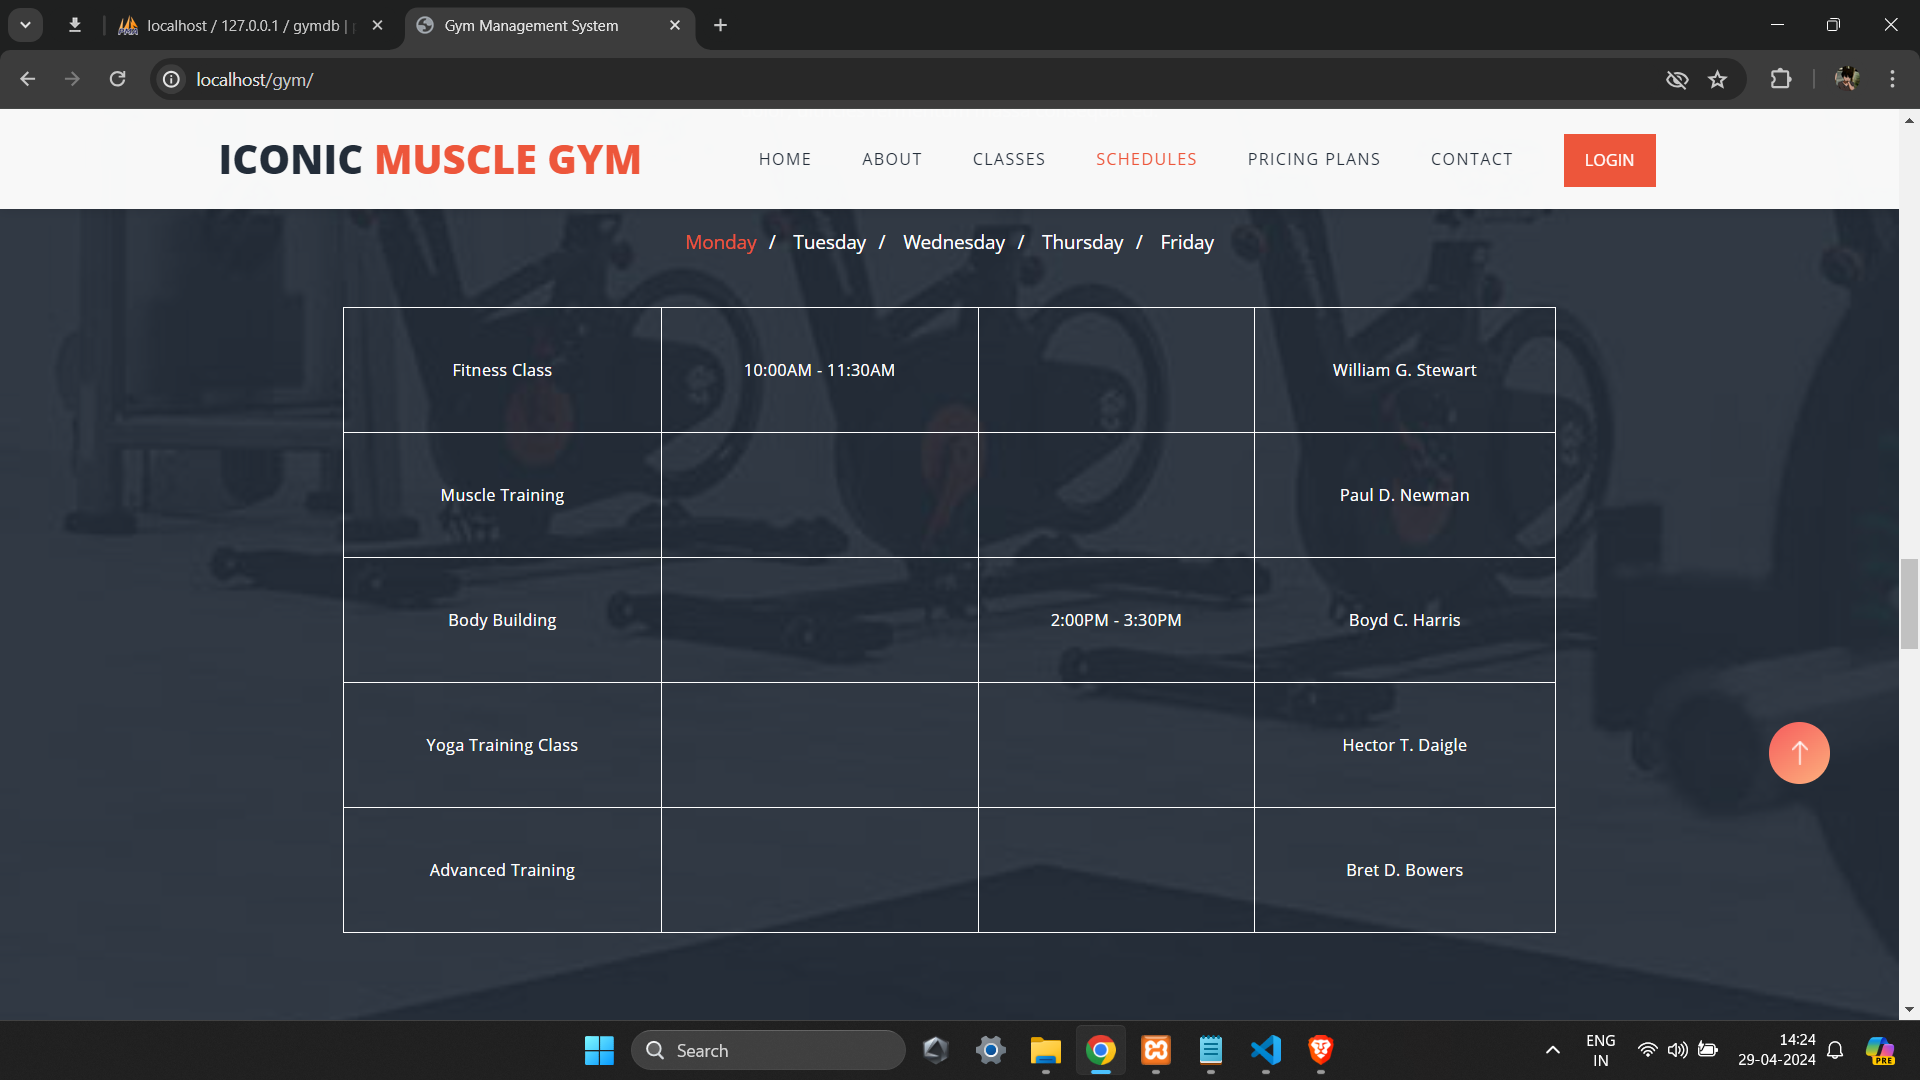 localhost / 127.0.0.1 / gymdb |
Gym Management System
localhost/gym/
ICONIC MUSCLE GYM
HOME ABOUT CLASSES SCHEDULES PRICING PLANS CONTACT LOGIN
Monday / Tuesday / Wednesday / Thursday / Friday
Fitness Class 10:00AM - 11:30AM William G. Stewart
Muscle Training Paul D. Newman
Body Building 2:00PM - 3:30PM Boyd C. Harris
Yoga Training Class Hector T. Daigle
Advanced Training Bret D. Bowers
Search
ENG
IN
14:24
29-04-2024
PRE